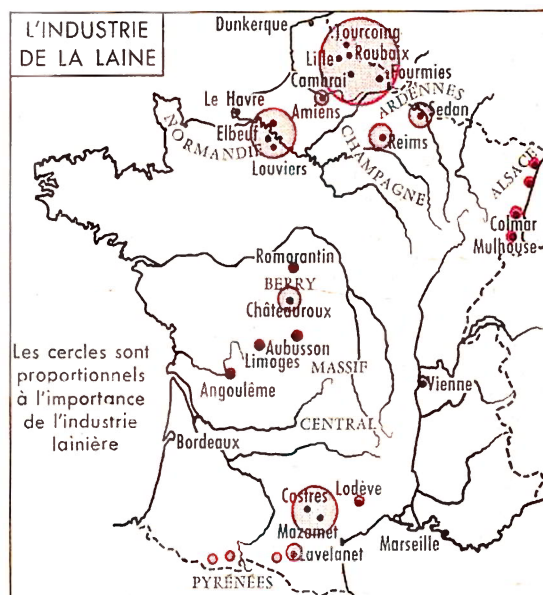 L'INDUSTRIE
DE LA LAINE
Dunkerque
Tourcoing
Lille
Roubaix
Cambrai
Fourmies
Le Havre
Amiens
ARDENNES
Sedan
NORMANDIE
Elbeuf
Louviers
CHAMPAGNE
Reims
ALSACE
Colmar
Mulhouse
Romorantin
BERRY
Châteauroux
Aubusson
Limoges
MASSIF
Angoulême
Vienne
Les cercles sont
proportionnels
à l'importance
de l'industrie
lainière
CENTRAL
Bordeaux
Castres
Lodève
Mazamet
Marseille
Lavelanet
PYRÉNÉES